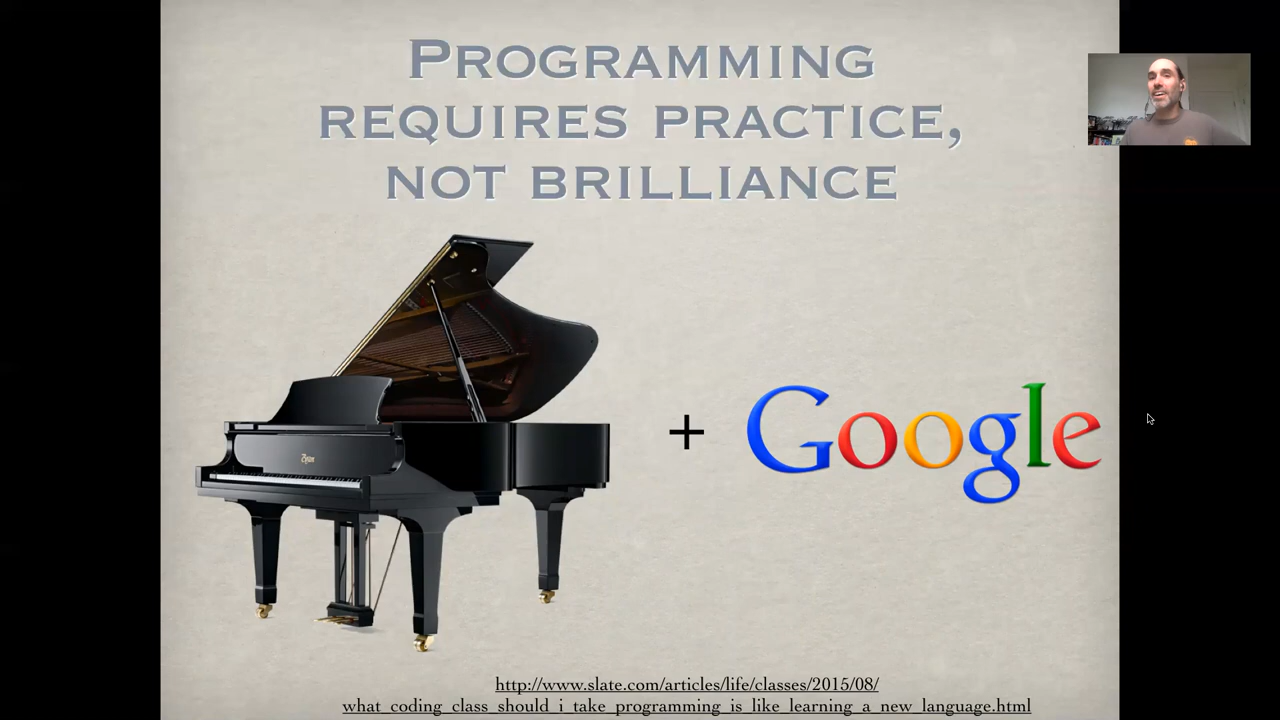 PROGRAMMING
REQUIRES PRACTICE,
NOT BRILLIANCE
+ Google
http://www.slate.com/articles/life/classes/2015/08/
what_coding_class_should_i_take_programming_is_like_learning_a_new_language.html